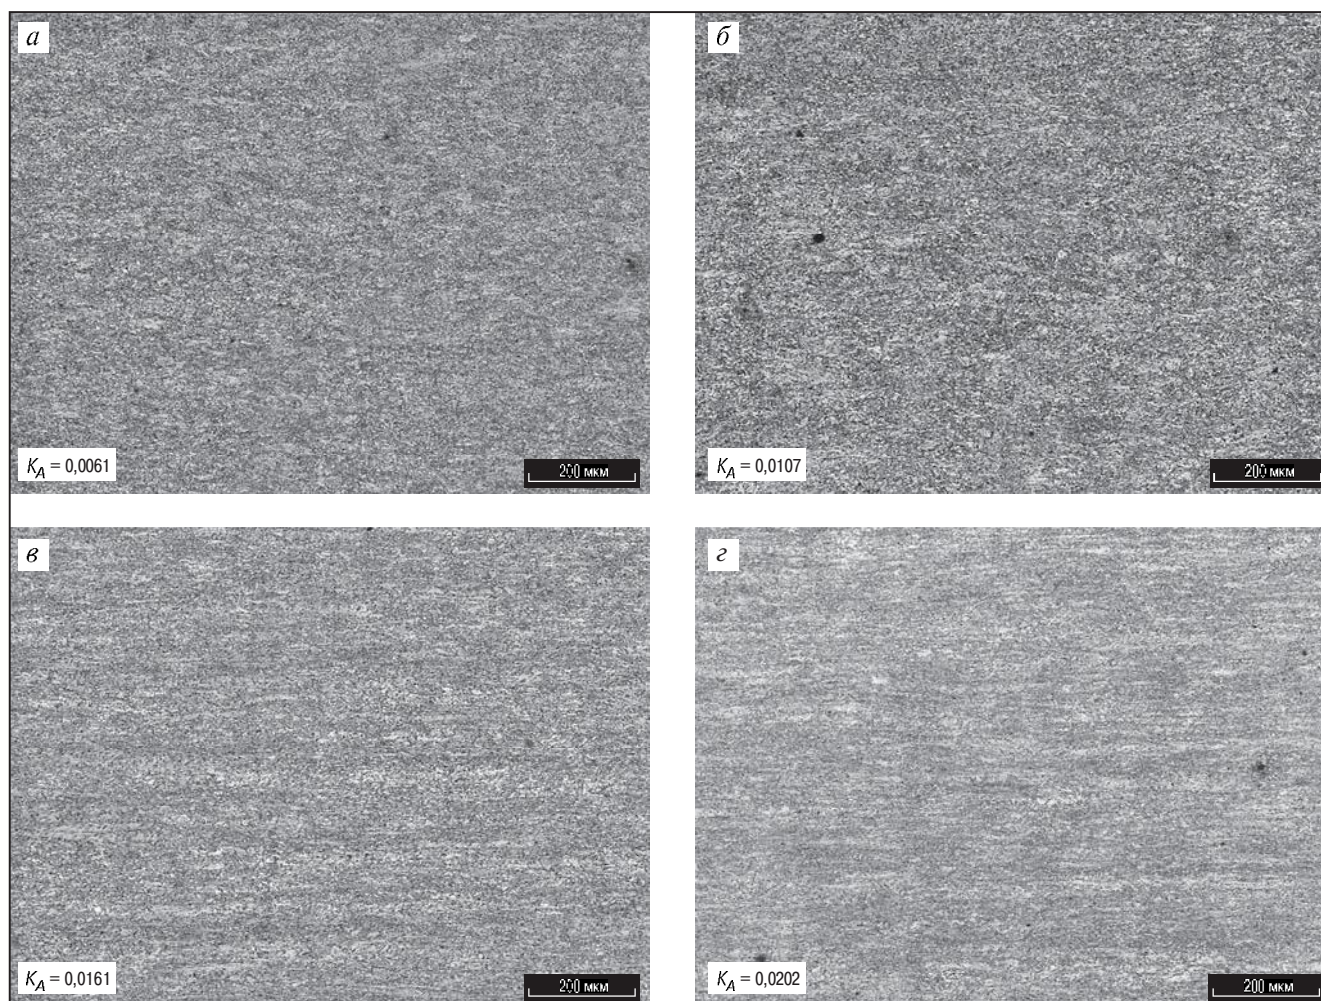 а
б
K_A = 0,0061
200 мкм
K_A = 0,0107
200 мкм
в
г
K_A = 0,0161
200 мкм
K_A = 0,0202
200 мкм